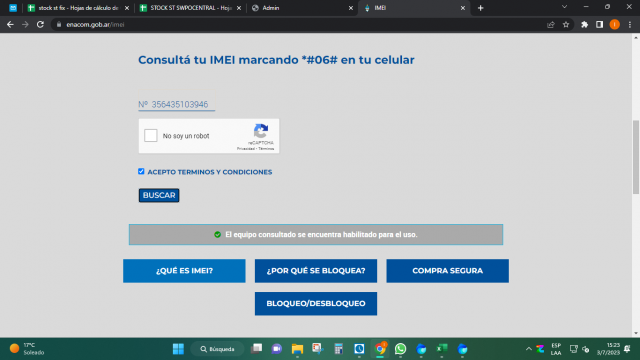 stock st fix - Hojas de cálculo de
STOCK ST SWPOCENTRAL - Hoja
Admin
IMEI
enacom.gob.ar/imei
Consultá tu IMEI marcando *#06# en tu celular
Nº 356435103946
No soy un robot
reCAPTCHA
Privacidad - Términos
ACEPTO TERMINOS Y CONDICIONES
BUSCAR
El equipo consultado se encuentra habilitado para el uso.
¿QUÉ ES IMEI?
¿POR QUÉ SE BLOQUEA?
COMPRA SEGURA
BLOQUEO/DESBLOQUEO
17°C
Soleado
Búsqueda
ESP
LAA
15:23
3/7/2023